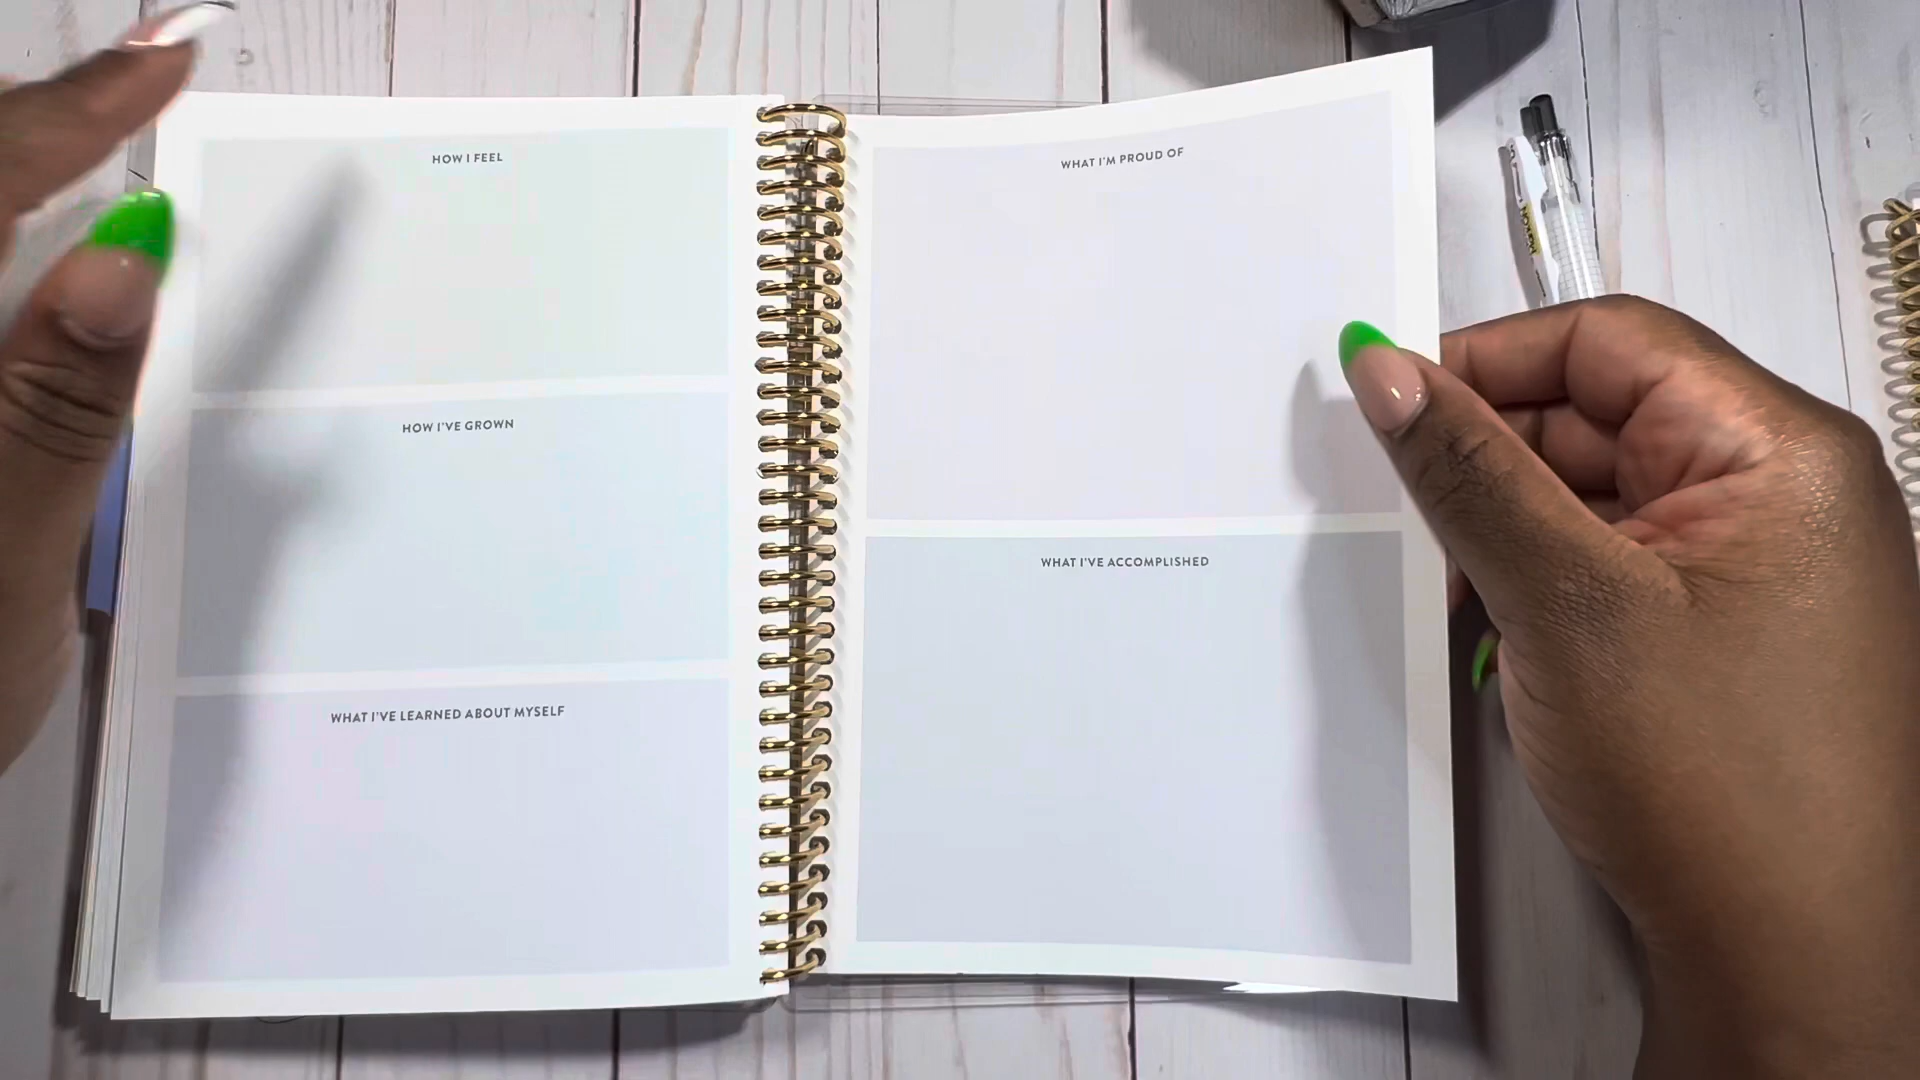 HOW I FEEL
HOW I'VE GROWN
WHAT I'VE LEARNED ABOUT MYSELF
WHAT I'M PROUD OF
WHAT I'VE ACCOMPLISHED